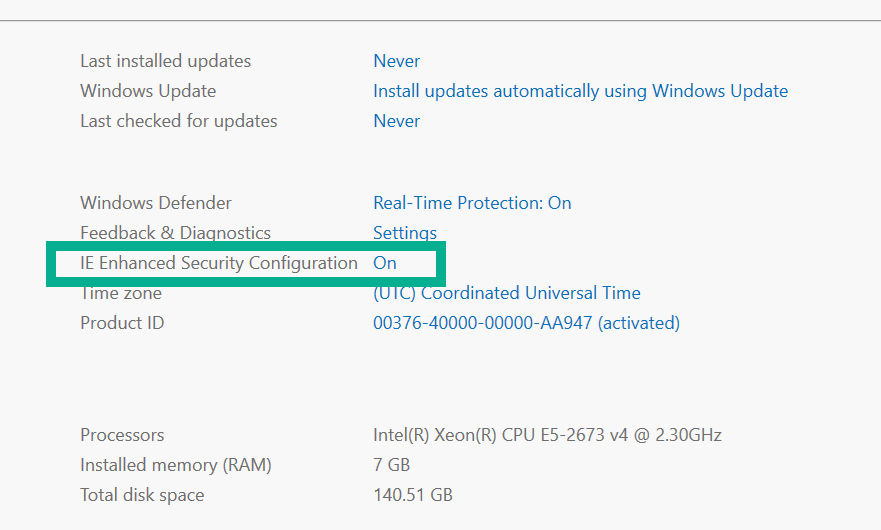 Last installed updates Never
Windows Update Install updates automatically using Windows Update
Last checked for updates Never
Windows Defender Real-Time Protection: On
Feedback & Diagnostics Settings
IE Enhanced Security Configuration On
Time zone (UTC) Coordinated Universal Time
Product ID 00376-40000-00000-AA947 (activated)
Processors Intel(R) Xeon(R) CPU E5-2673 v4 @ 2.30GHz
Installed memory (RAM) 7 GB
Total disk space 140.51 GB